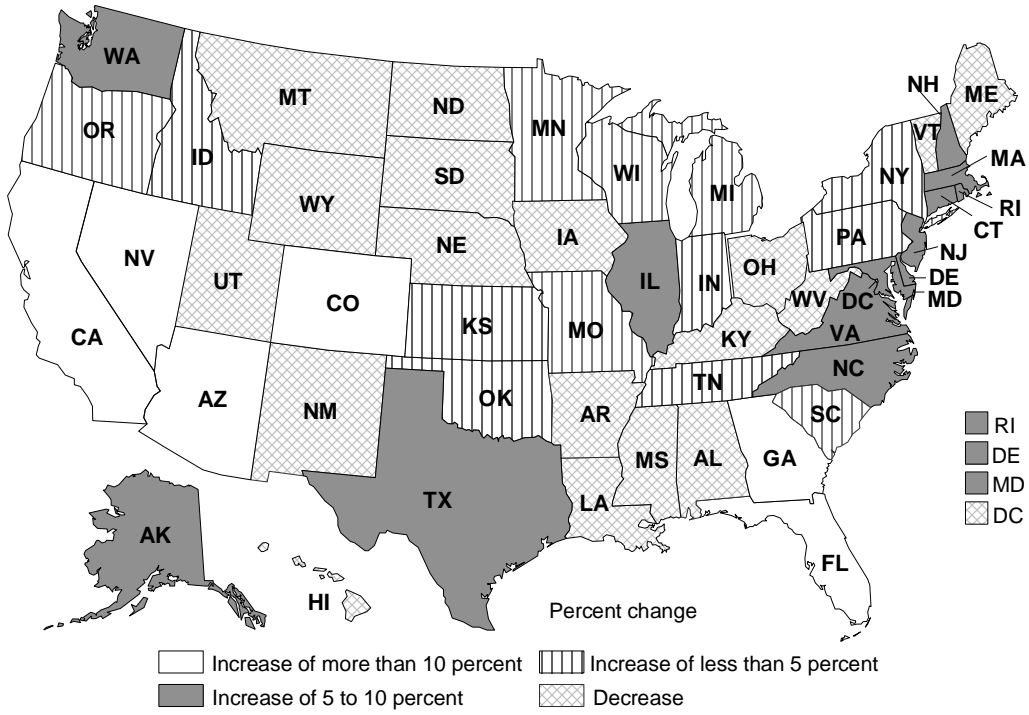 WA
MT
ND
MN
NH
ME
VT
OR
ID
WI
NY
MA
SD
MI
RI
WY
CT
IA
PA
NE
NJ
NV
OH
UT
IL
IN
DE
CO
WV
DC
MD
KS
MO
KY
VA
CA
NC
TN
AZ
OK
NM
AR
SC
RI
MS
AL
GA
DE
TX
LA
MD
DC
AK
FL
HI
Percent change
Increase of more than 10 percent
Increase of less than 5 percent
Increase of 5 to 10 percent
Decrease